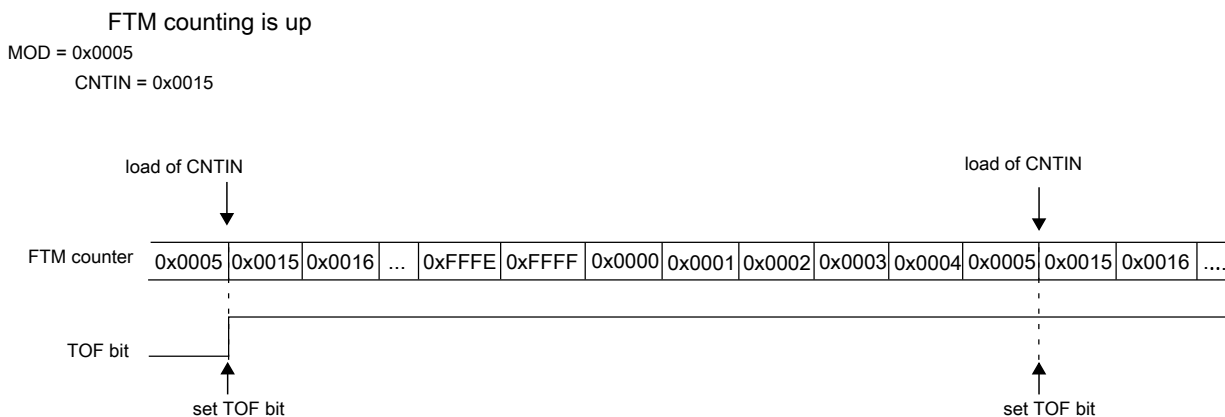 FTM counting is up
MOD = 0x0005
CNTIN = 0x0015
load of CNTIN load of CNTIN
FTM counter 0x0005 0x0015 0x0016 ... 0xFFFE 0xFFFF 0x0000 0x0001 0x0002 0x0003 0x0004 0x0005 0x0015 0x0016 ....
TOF bit
set TOF bit set TOF bit